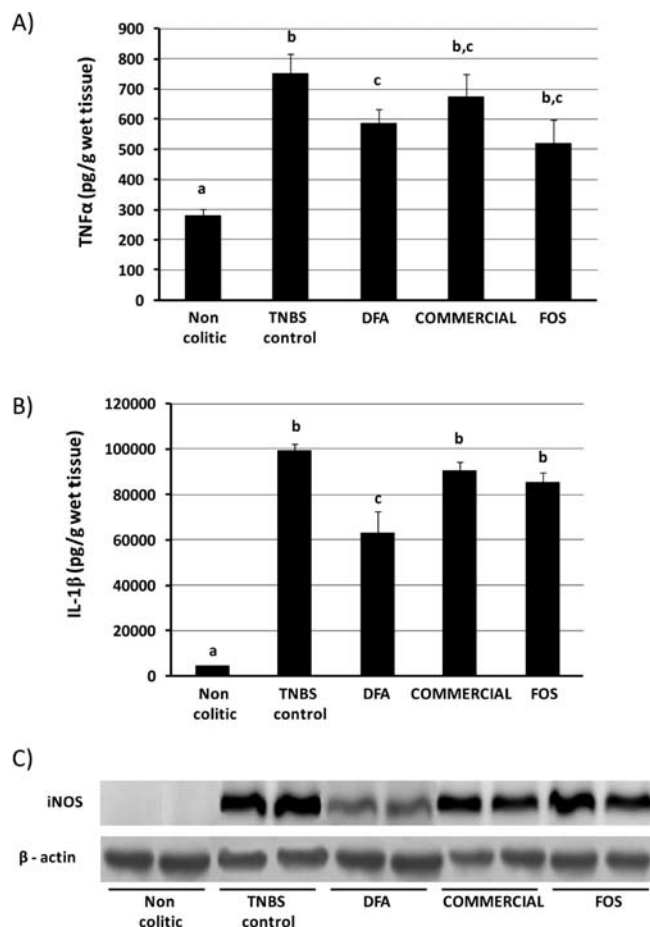 A)
TNFα (pg/g wet tissue)
900
800
700
600
500
400
300
200
100
0
a
b
c
b,c
b,c
Non colitic
TNBS control
DFA
COMMERCIAL
FOS
B)
IL-1β (pg/g wet tissue)
120000
100000
80000
60000
40000
20000
0
a
b
c
b
b
Non colitic
TNBS control
DFA
COMMERCIAL
FOS
C)
iNOS
β - actin
Non colitic
TNBS control
DFA
COMMERCIAL
FOS